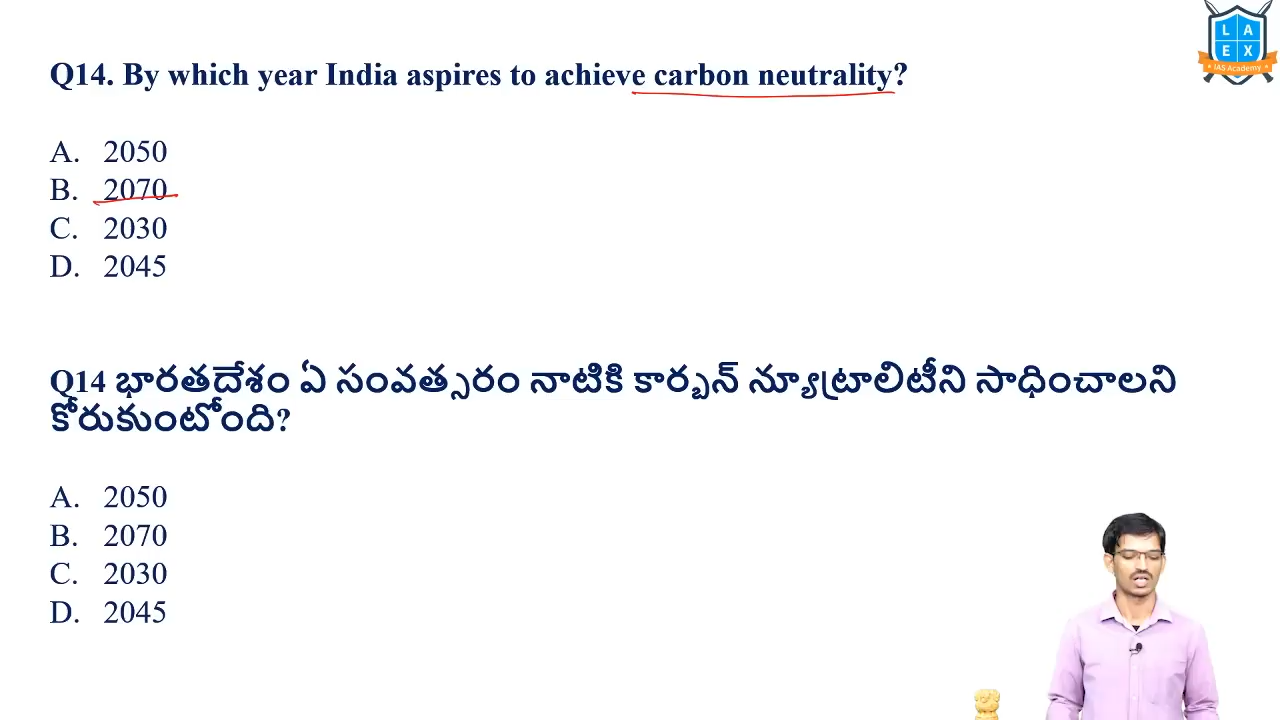 Q14. By which year India aspires to achieve carbon neutrality?
A. 2050
B. 2070
C. 2030
D. 2045
Q14 భారతదేశం ఏ సంవత్సరం నాటికి కార్బన్ న్యూట్రాలిటీని సాధించాలని
కోరుకుంటోంది?
A. 2050
B. 2070
C. 2030
D. 2045
L A
E X
IAS Academy